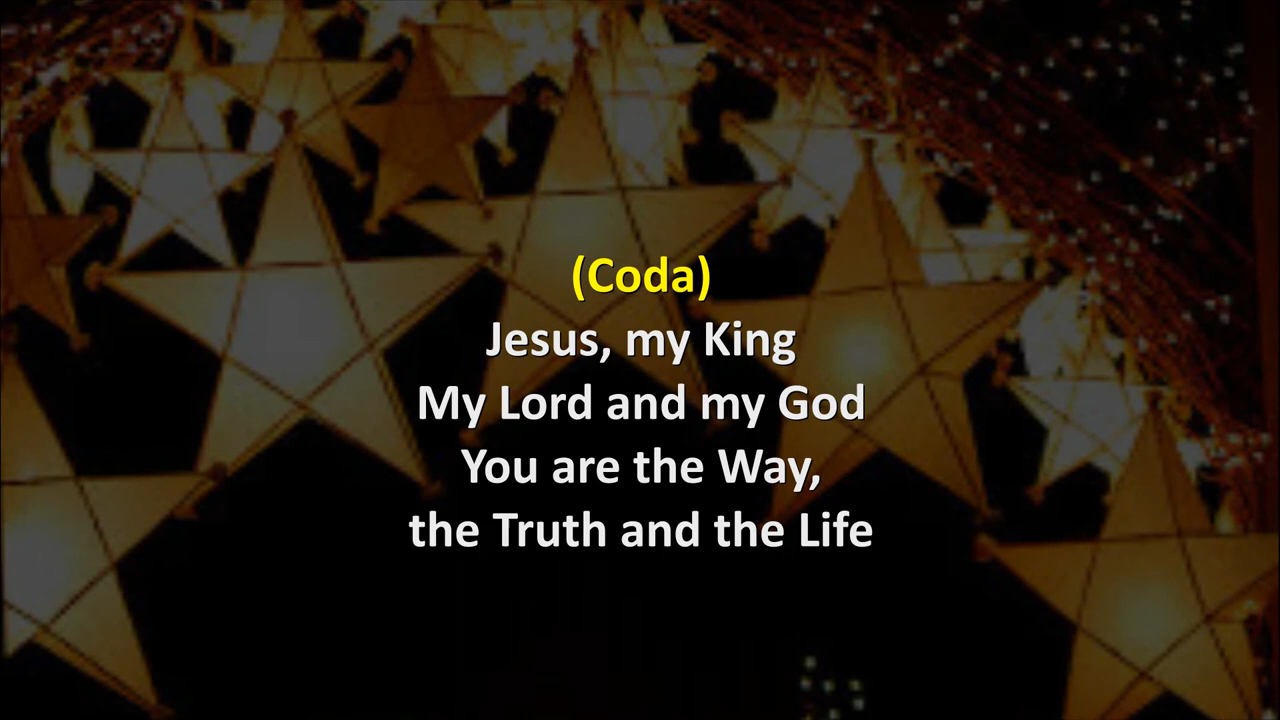 (Coda)
Jesus, my King
My Lord and my God
You are the Way,
the Truth and the Life